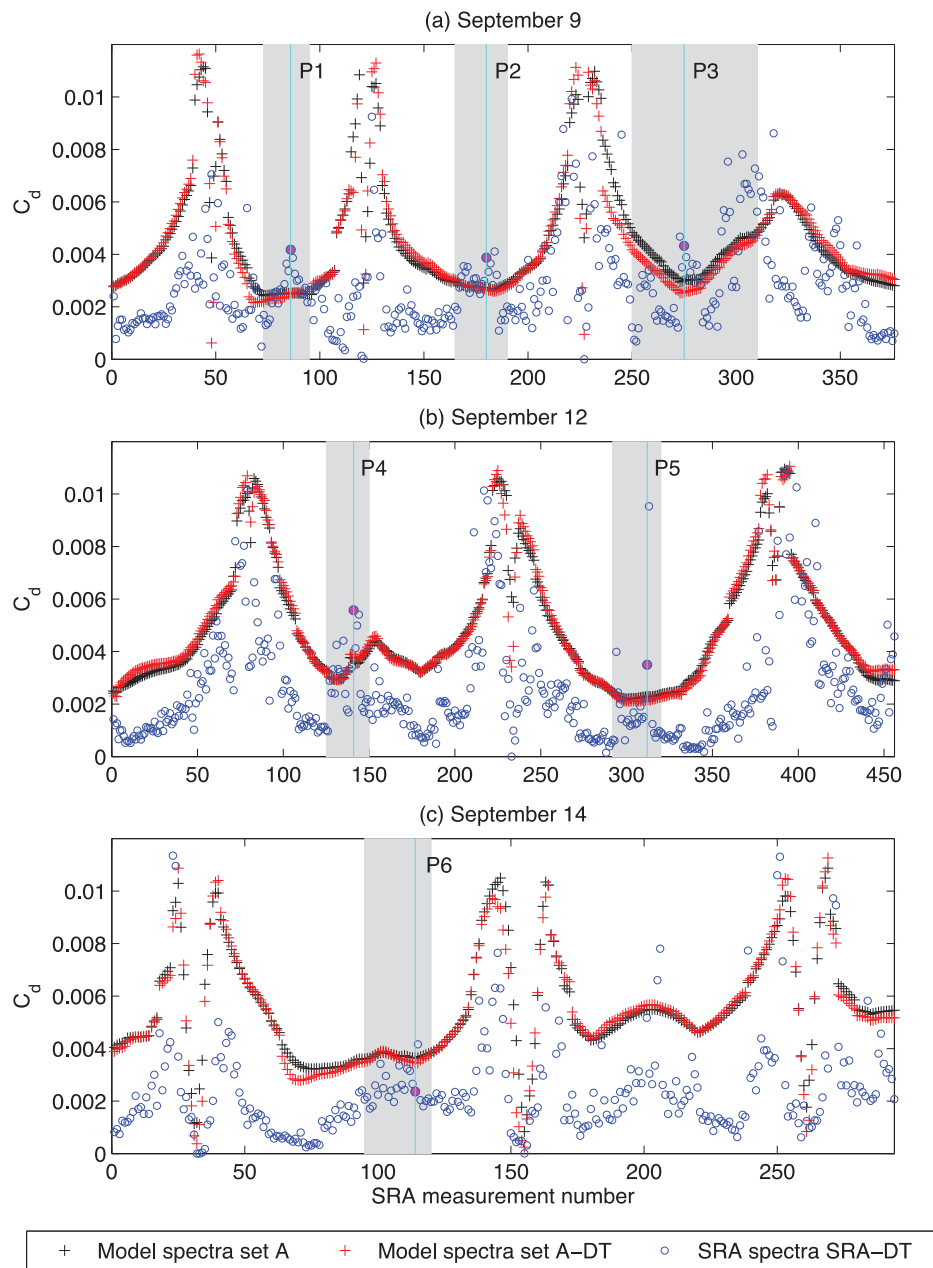 (a) September 9
P1 P2 P3
0.01
0.008
0.006
0.004
0.002
0
C_d
0 50 100 150 200 250 300 350
(b) September 12
P4 P5
0.01
0.008
0.006
0.004
0.002
0
C_d
0 50 100 150 200 250 300 350 400 450
(c) September 14
P6
0.01
0.008
0.006
0.004
0.002
0
C_d
0 50 100 150 200 250
SRA measurement number
+ Model spectra set A + Model spectra set A-DT o SRA spectra SRA-DT